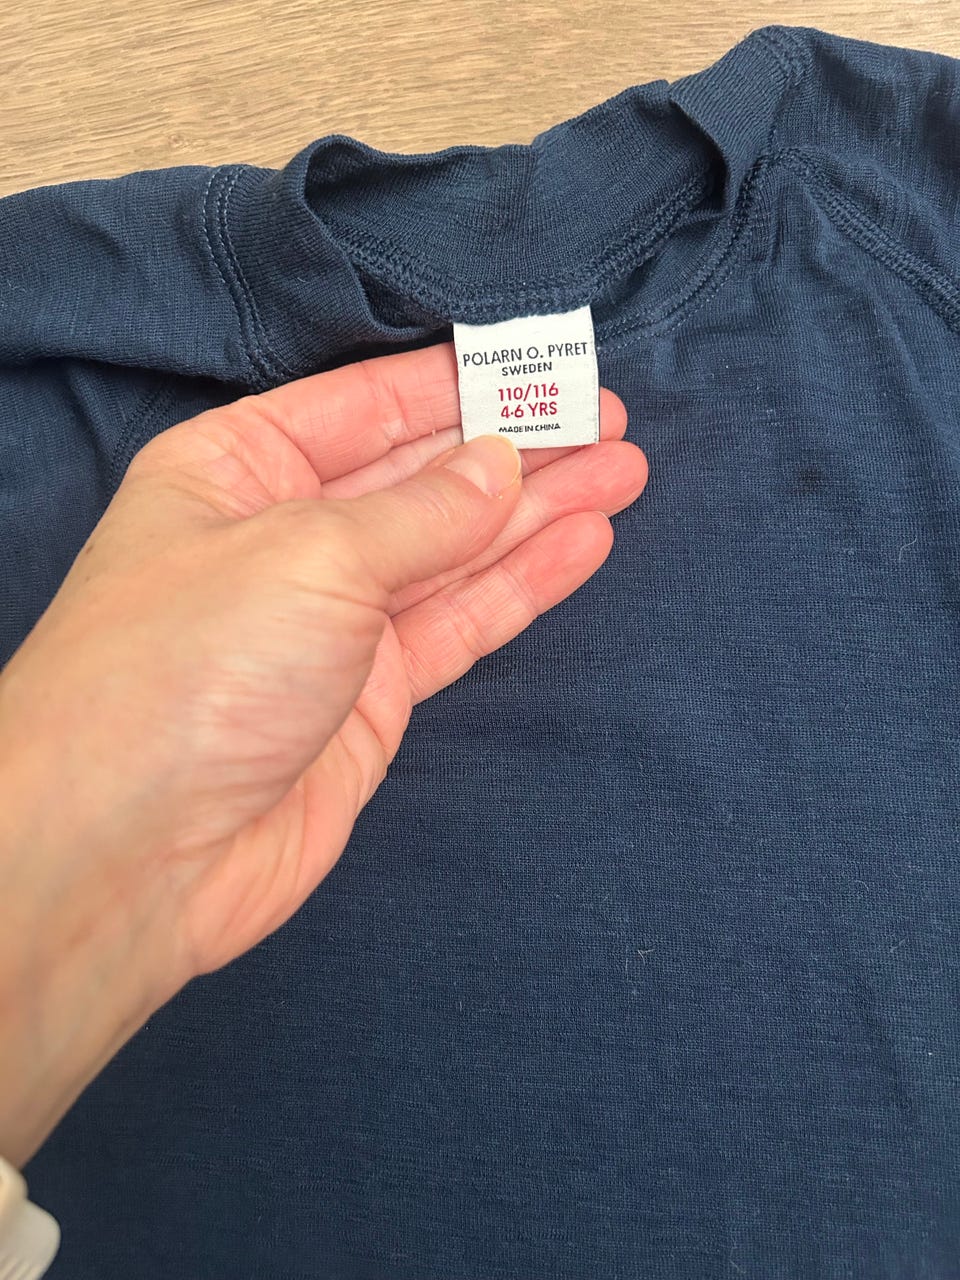 POLARN O. PYRET
SWEDEN
110/116
4-6 YRS
MADE IN CHINA